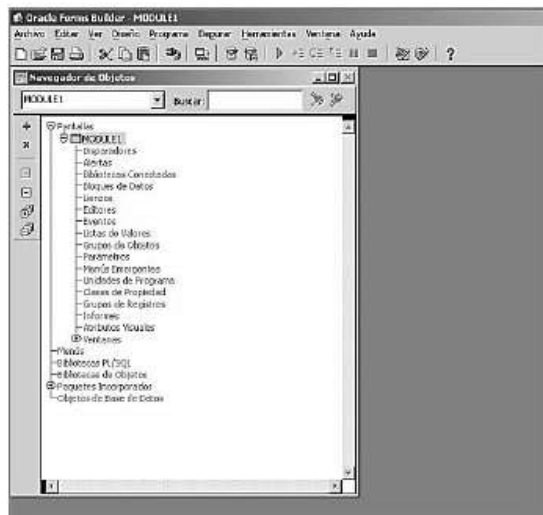 Oracle Forms Builder - MODULE1
Archivo Editar Ver Diseño Programa Depurar Herramientas Ventana Ayuda
Navegador de Objetos
MODULE1 Buscar:
Pantallas
MODULE1
Disparadores
Alertas
Bibliotecas Conectadas
Bloques de Datos
Lienzos
Editores
Eventos
Listas de Valores
Grupos de Objetos
Parámetros
Menús Emergentes
Unidades de Programa
Clases de Propiedad
Grupos de Registros
Informes
Atributos Visuales
Ventanas
Menús
Bibliotecas PL/SQL
Bibliotecas de Objetos
Paquetes Incorporados
Objetos de Base de Datos